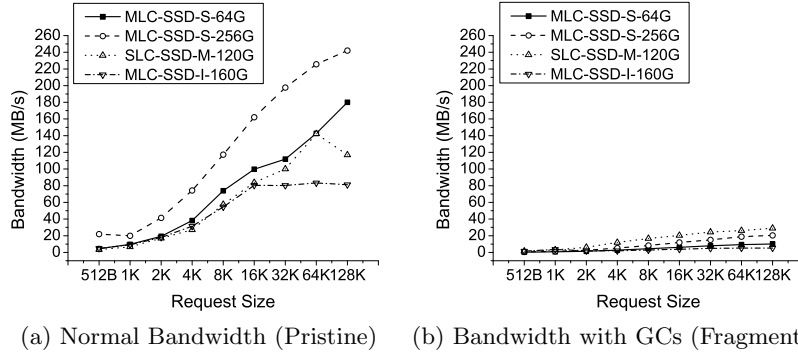 MLC-SSD-S-64G
MLC-SSD-S-256G
SLC-SSD-M-120G
MLC-SSD-I-160G
260
240
220
200
180
160
140
120
100
80
60
40
20
0
Bandwidth (MB/s)
512B 1K 2K 4K 8K 16K 32K 64K 128K
Request Size
(a) Normal Bandwidth (Pristine)
MLC-SSD-S-64G
MLC-SSD-S-256G
SLC-SSD-M-120G
MLC-SSD-I-160G
260
240
220
200
180
160
140
120
100
80
60
40
20
0
Bandwidth (MB/s)
512B 1K 2K 4K 8K 16K 32K 64K 128K
Request Size
(b) Bandwidth with GCs (Fragment